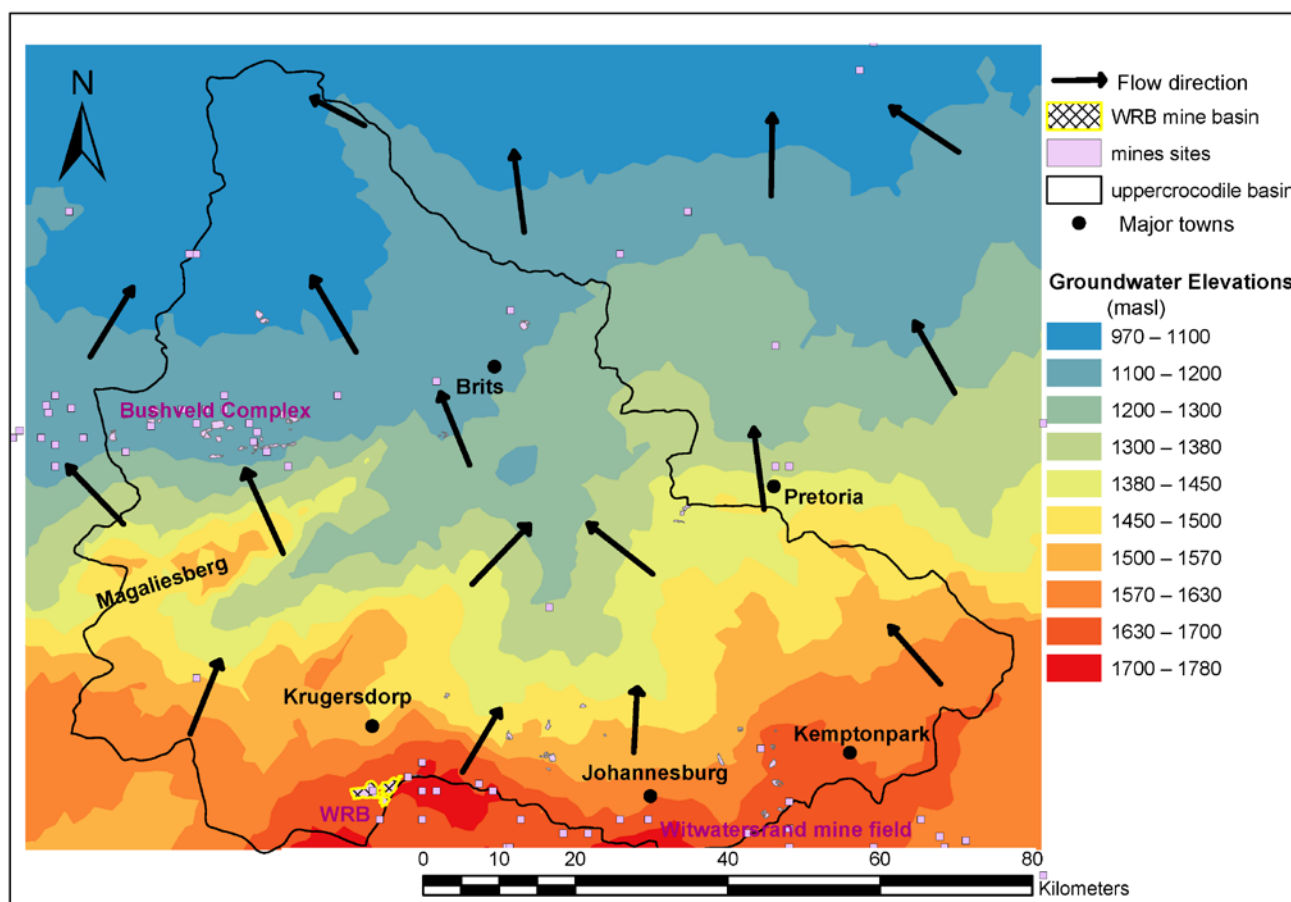 N
Brits
Bushveld Complex
Pretoria
Magaliesberg
Krugersdorp
Kemptonpark
Johannesburg
WRB
Witwatersrand mine field
0 10 20 40 60 80
Kilometers
Flow direction
WRB mine basin
mines sites
uppercrocodile basin
Major towns
Groundwater Elevations
(masl)
970 – 1100
1100 – 1200
1200 – 1300
1300 – 1380
1380 – 1450
1450 – 1500
1500 – 1570
1570 – 1630
1630 – 1700
1700 – 1780